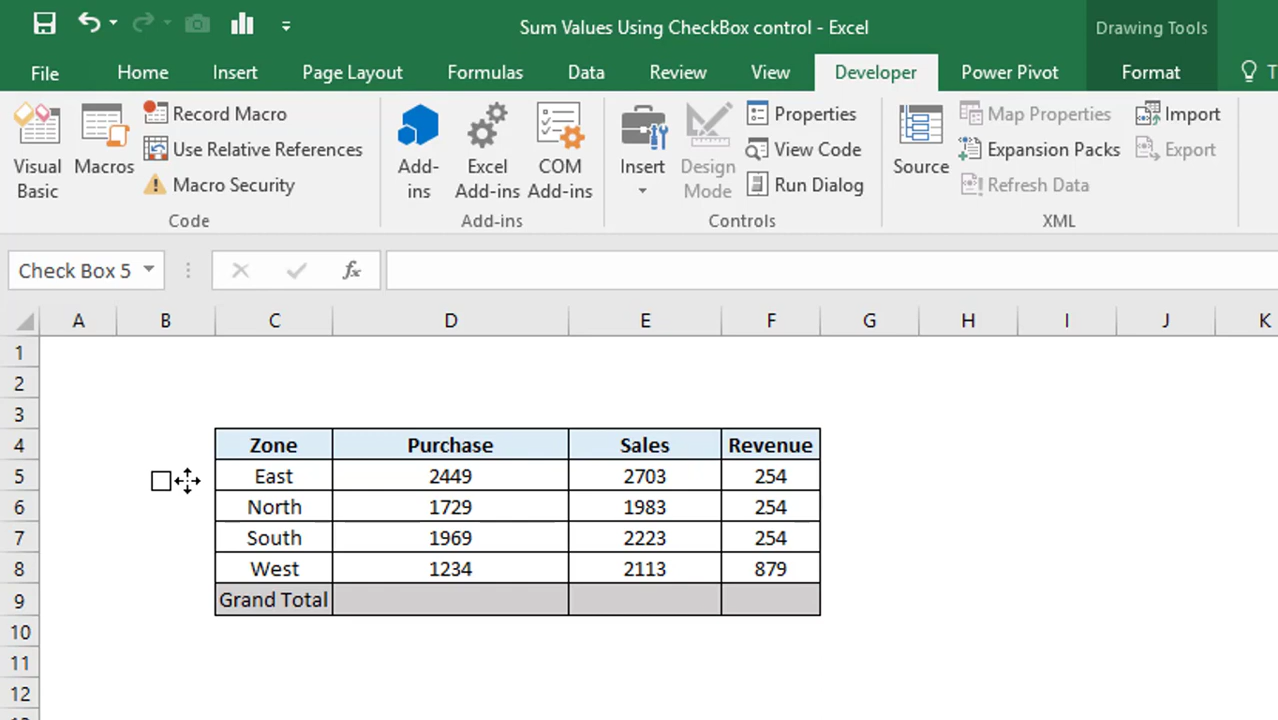 Sum Values Using CheckBox control - Excel
Drawing Tools
File Home Insert Page Layout Formulas Data Review View Developer Power Pivot Format T
Visual Basic
Macros
Record Macro
Use Relative References
Macro Security
Code
Add-ins
Excel Add-ins
COM Add-ins
Add-ins
Insert
Design Mode
Properties
View Code
Run Dialog
Controls
Source
Map Properties
Expansion Packs
Refresh Data
Import
Export
XML
Check Box 5 fx
A B C D E F G H I J K
1
2
3
4 Zone Purchase Sales Revenue
5 East 2449 2703 254
6 North 1729 1983 254
7 South 1969 2223 254
8 West 1234 2113 879
9 Grand Total
10
11
12